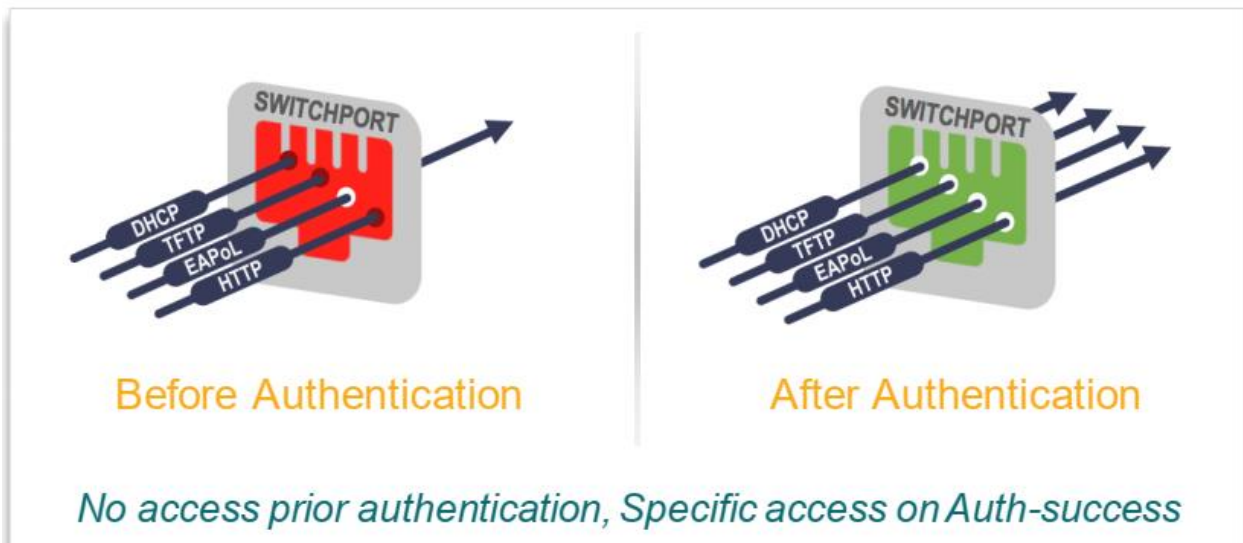 SWITCHPORT
DHCP
TFTP
EAPoL
HTTP
Before Authentication
SWITCHPORT
DHCP
TFTP
EAPoL
HTTP
After Authentication
No access prior authentication, Specific access on Auth-success